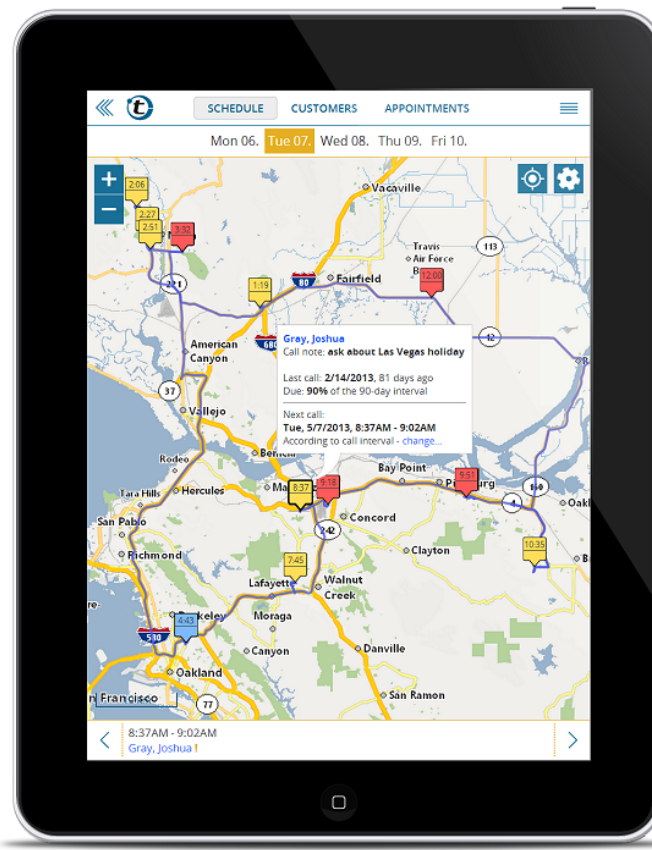 t
SCHEDULE
CUSTOMERS
APPOINTMENTS
Mon 06. Tue 07. Wed 08. Thu 09. Fri 10.
+
−
2:06
2:27
2:51
3:32
Vacaville
Travis
Air Force
113
12:00
1:19
80
Fairfield
12
American
Canyon
680
37
Vallejo
Gray, Joshua
Call note: ask about Las Vegas holiday
Last call: 2/14/2013, 81 days ago
Due: 90% of the 90-day interval
Next call:
Tue, 5/7/2013, 8:37AM - 9:02AM
According to call interval - change...
Rodeo
Tara Hills
Hercules
Bay Point
8:37
9:18
9:51
160
4
San Pablo
Concord
242
Richmond
Clayton
10:35
7:45
Lafayette
Walnut
Creek
4:43
Moraga
580
Canyon
Danville
Oakland
San Ramon
77
n Francisco
8:37AM - 9:02AM
Gray, Joshua !